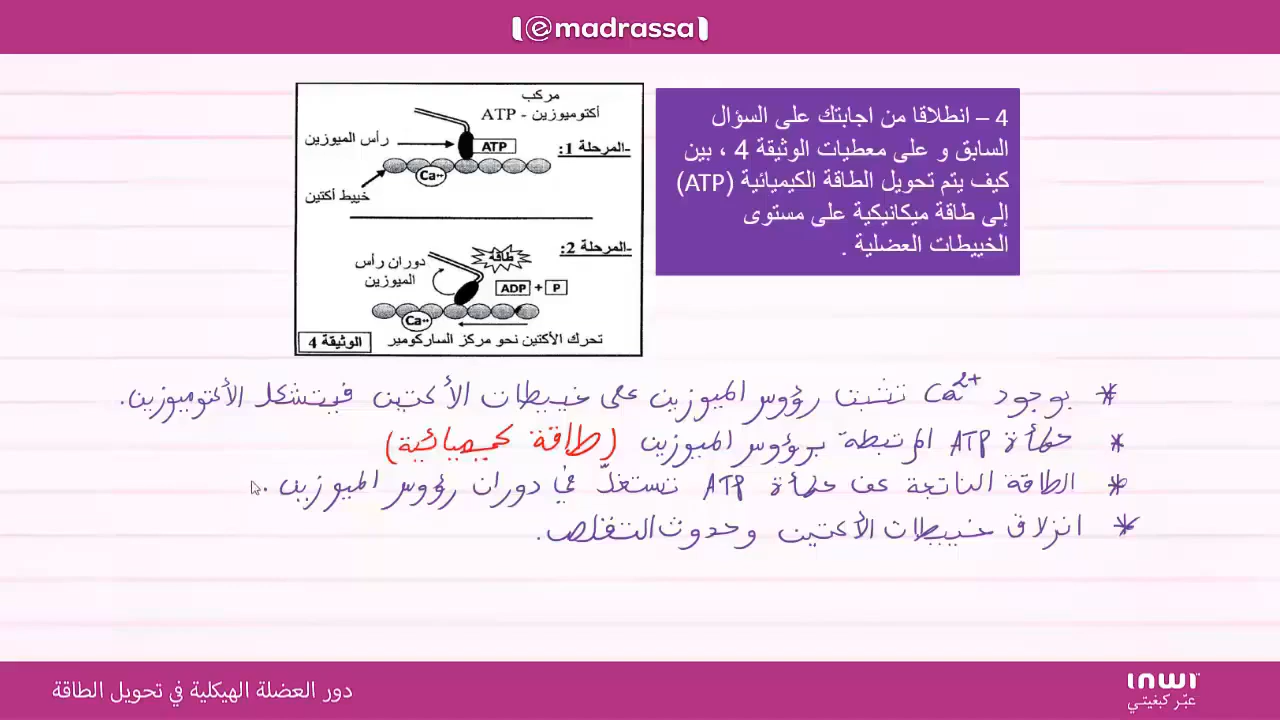 emadrassa
مركب
أكتوميوزين - ATP
رأس الميوزين
ATP
-المرحلة 1:
Ca++
خييط أكتين
-المرحلة 2:
طاقة
دوران رأس
الميوزين
ADP + P
Ca++
تحرك الأكتين نحو مركز الساركومير
الوثيقة 4
4 – انطلاقا من اجابتك على السؤال
السابق و على معطيات الوثيقة 4 ، بين
كيف يتم تحويل الطاقة الكيميائية (ATP)
إلى طاقة ميكانيكية على مستوى
الخييطات العضلية .
* بوجود Ca2+ تتثبت رؤوس الميوزين على خييطات الأكتين فيتشكل الأكتوميوزين.
* حلمأة ATP المرتبطة برؤوس الميوزين (طاقة كيميائية)
* الطاقة الناتجة عن حلمأة ATP تستغلّ في دوران رؤوس الميوزين.
* انزلاق خييطات الأكتين وحدوث التقلص.
دور العضلة الهيكلية في تحويل الطاقة
inwi
عبّر كيفبغيتي